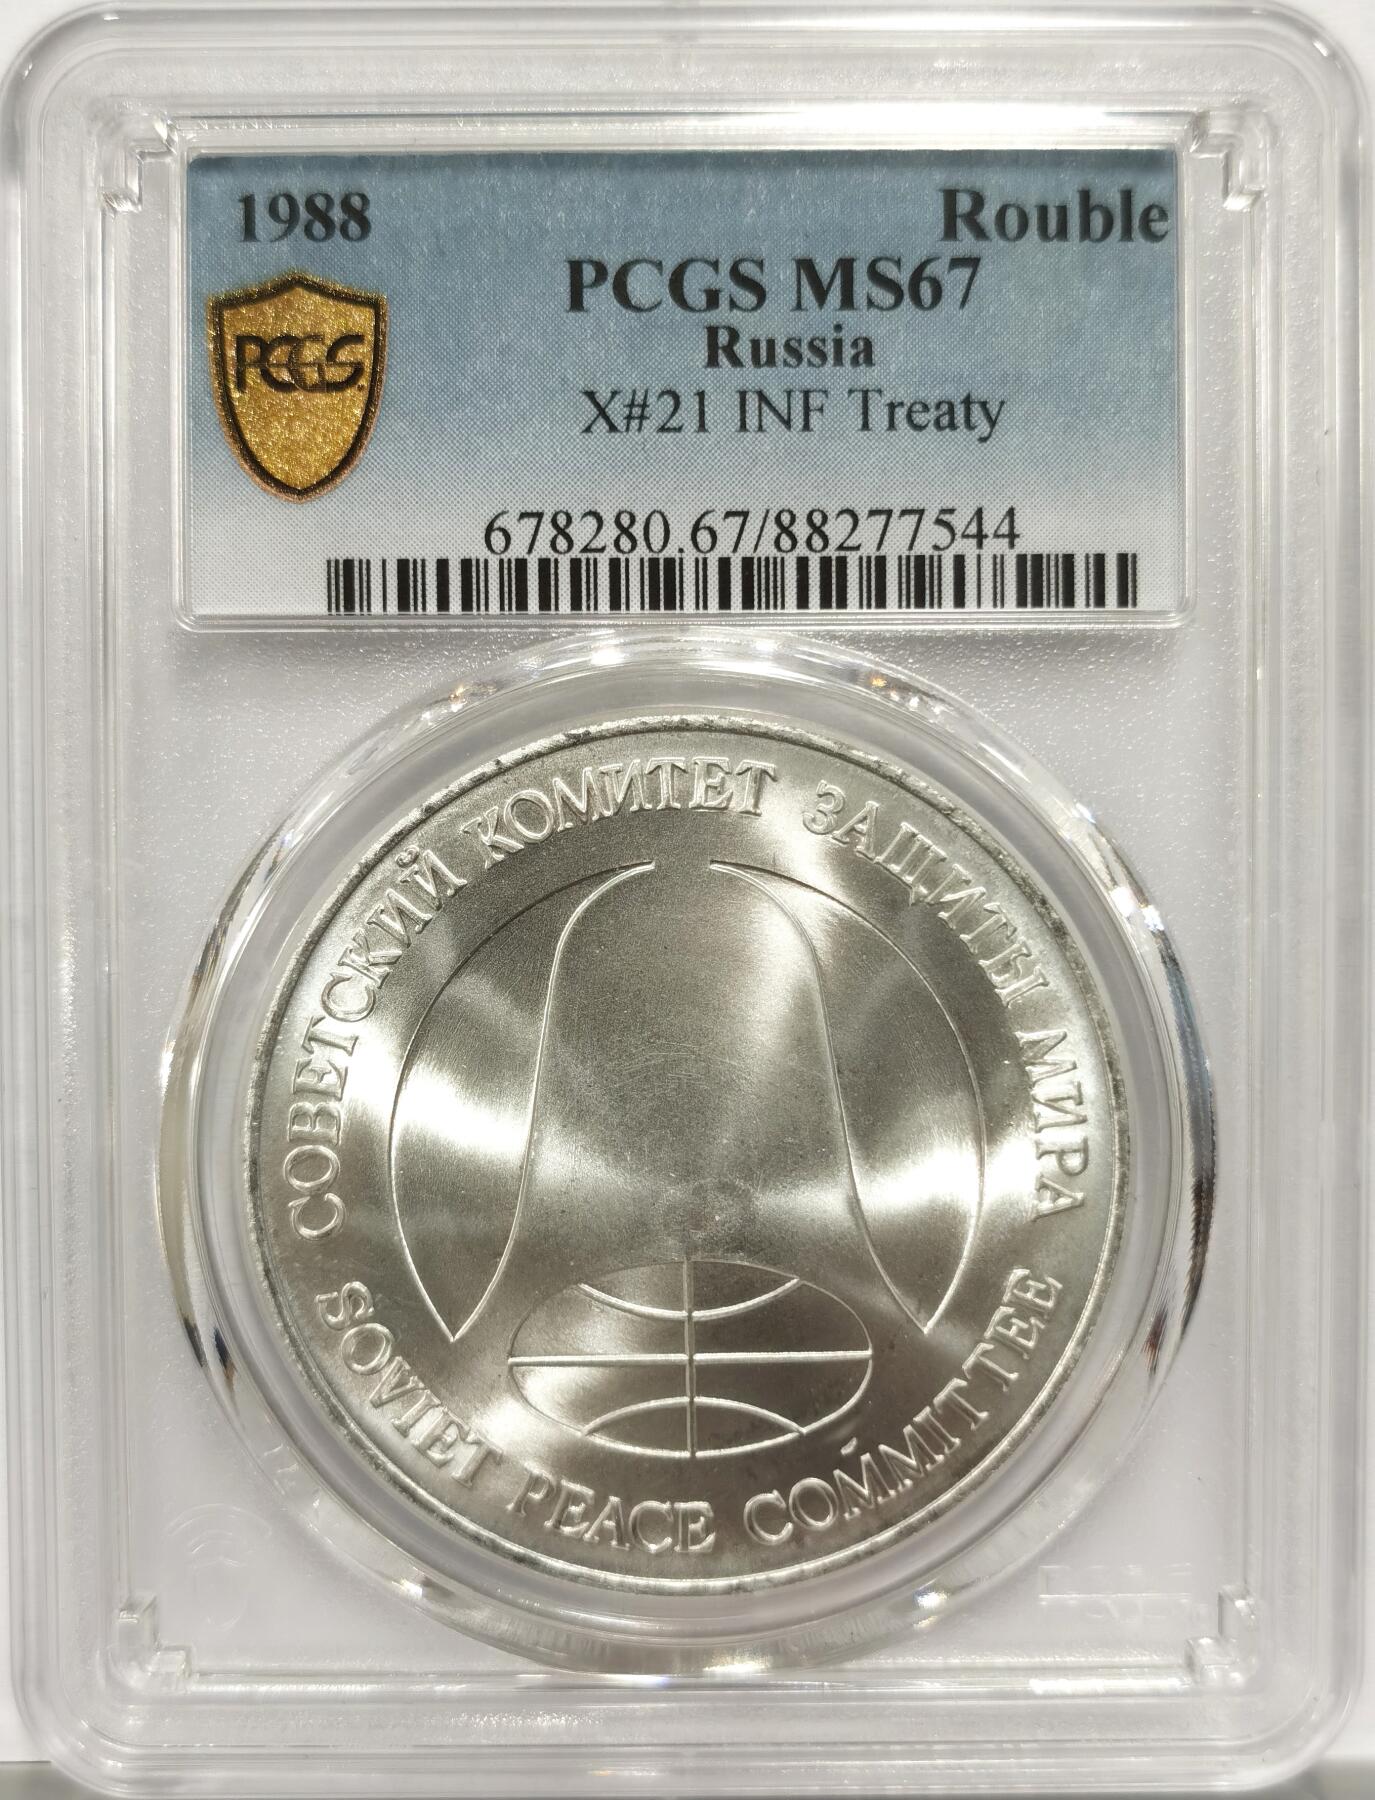 1988
Rouble
PCGS MS67
Russia
PCGS
X#21 INF Treaty
678280.67/88277544
СОВЕТСКИЙ КОМИТЕТ ЗАЩИТЫ МИРА
SOVIET PEACE COMMITTEE